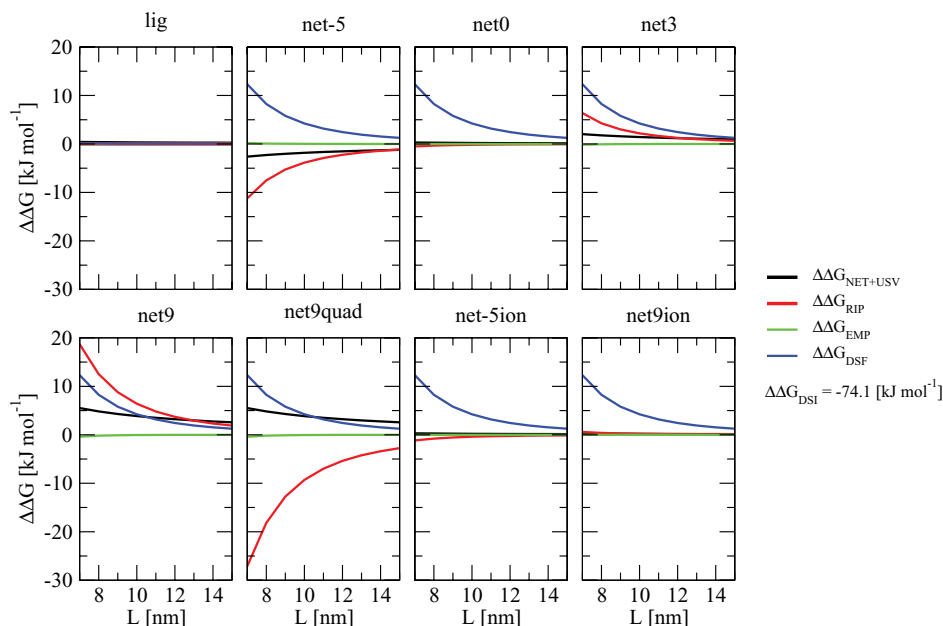 lig net-5 net0 net3
20
10
0
-10
-20
-30
ΔΔG [kJ mol⁻¹]
net9 net9quad net-5ion net9ion
20
10
0
-10
-20
-30
ΔΔG [kJ mol⁻¹]
8 10 12 14 8 10 12 14 8 10 12 14 8 10 12 14
L [nm] L [nm] L [nm] L [nm]
ΔΔG_NET+USV
ΔΔG_RIP
ΔΔG_EMP
ΔΔG_DSF
ΔΔG_DSI = -74.1 [kJ mol⁻¹]